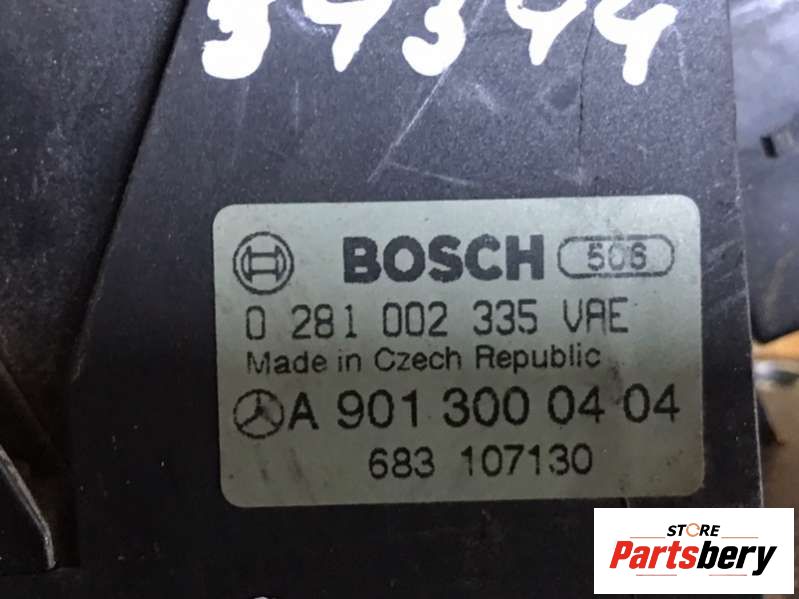 34344
BOSCH 506
0 281 002 335 VAE
Made in Czech Republic
A 901 300 04 04
683 107130
STORE
Partsbery